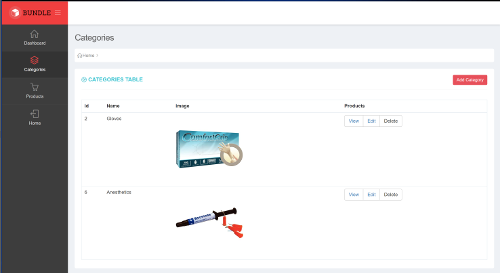 BUNDLE
Dashboard
Categories
Products
Home
Categories
Home >
CATEGORIES TABLE
Add Category
Id Name Image Products
2 Gloves View Edit Delete
ComfortGrip
5 Anesthetics View Edit Delete